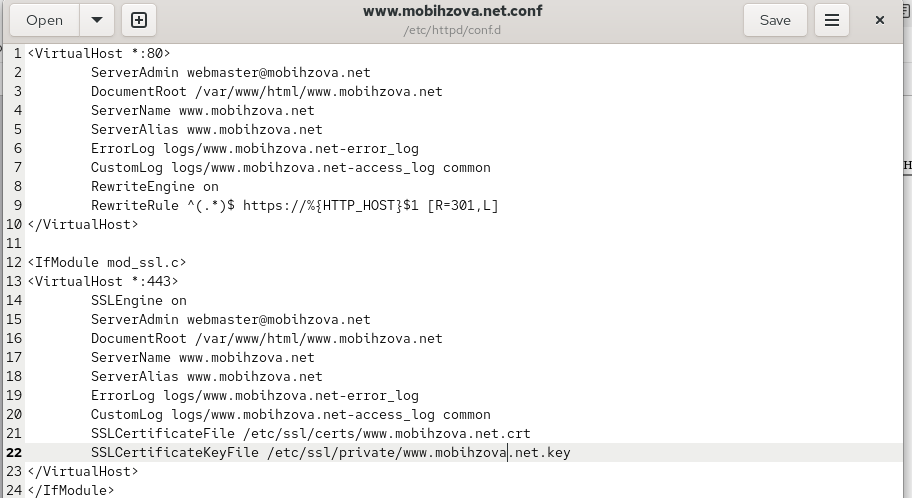 www.mobihzova.net.conf
Open
Save
/etc/httpd/conf.d
1 <VirtualHost *:80>
2 ServerAdmin webmaster@mobihzova.net
3 DocumentRoot /var/www/html/www.mobihzova.net
4 ServerName www.mobihzova.net
5 ServerAlias www.mobihzova.net
6 ErrorLog logs/www.mobihzova.net-error_log
7 CustomLog logs/www.mobihzova.net-access_log common
8 RewriteEngine on
9 RewriteRule ^(.*)$ https://%{HTTP_HOST}$1 [R=301,L]
10 </VirtualHost>
11
12 <IfModule mod_ssl.c>
13 <VirtualHost *:443>
14 SSLEngine on
15 ServerAdmin webmaster@mobihzova.net
16 DocumentRoot /var/www/html/www.mobihzova.net
17 ServerName www.mobihzova.net
18 ServerAlias www.mobihzova.net
19 ErrorLog logs/www.mobihzova.net-error_log
20 CustomLog logs/www.mobihzova.net-access_log common
21 SSLCertificateFile /etc/ssl/certs/www.mobihzova.net.crt
22 SSLCertificateKeyFile /etc/ssl/private/www.mobihzova.net.key
23 </VirtualHost>
24 </IfModule>